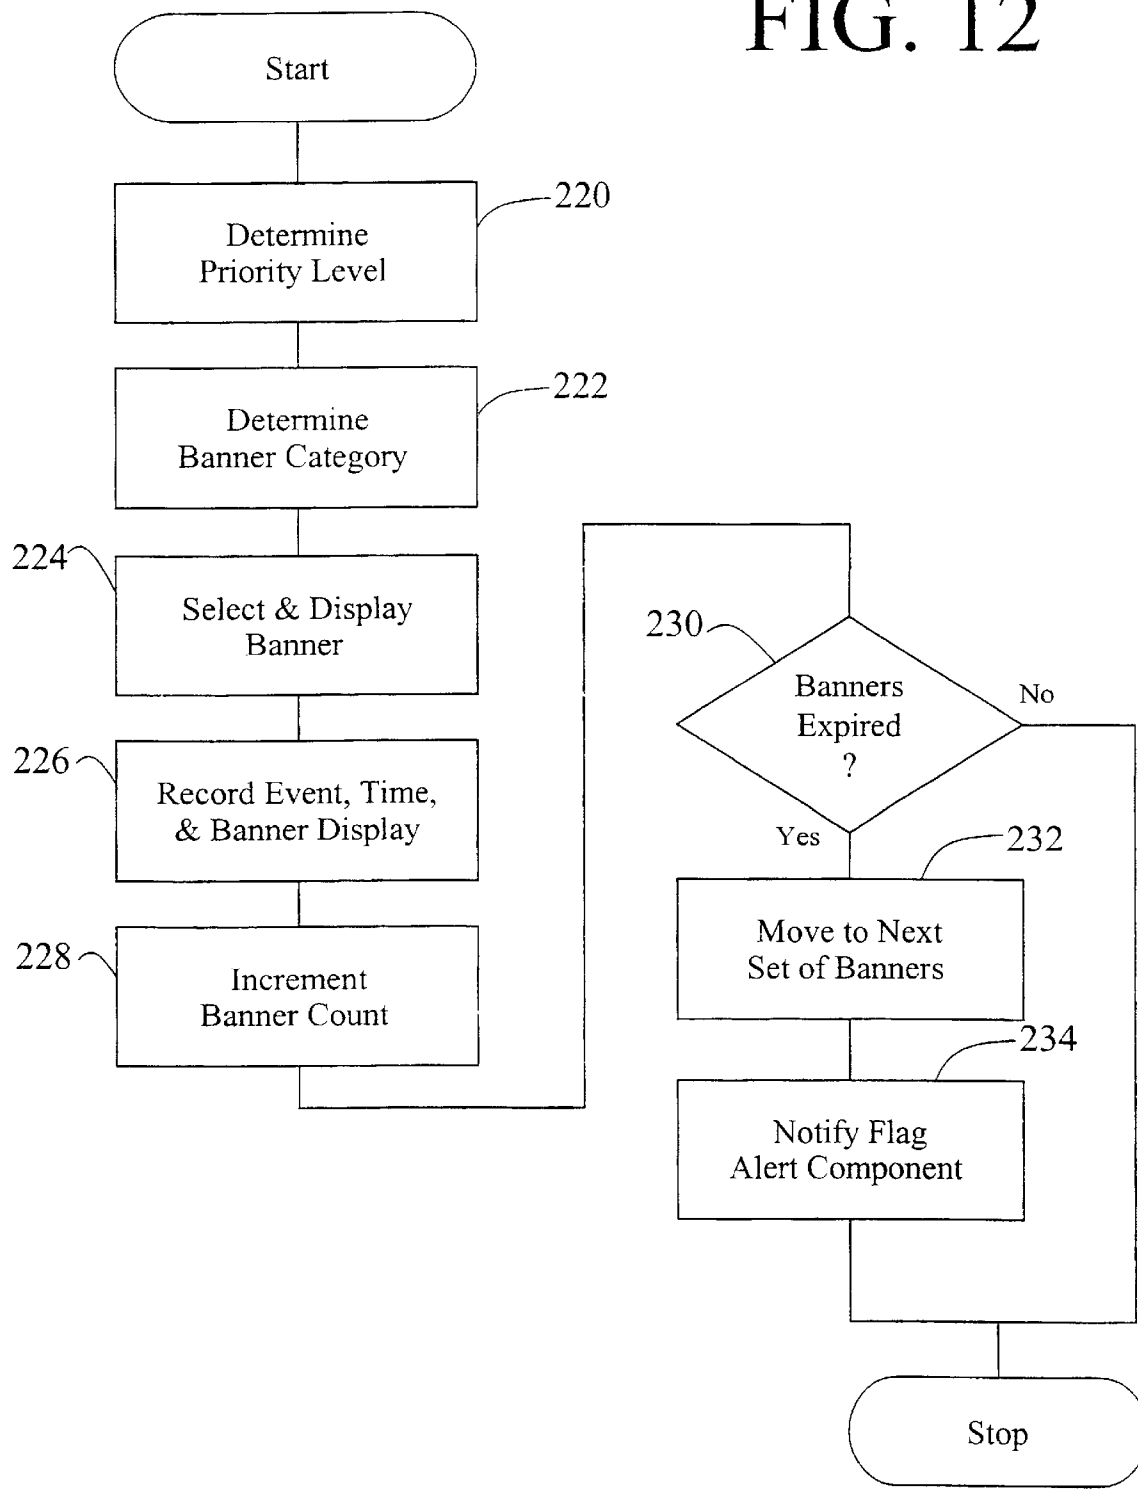 FIG. 12
Start
220
Determine
Priority Level
222
Determine
Banner Category
224
Select & Display
Banner
226
Record Event, Time,
& Banner Display
228
Increment
Banner Count
230
Banners
Expired
?
No
Yes
232
Move to Next
Set of Banners
234
Notify Flag
Alert Component
Stop